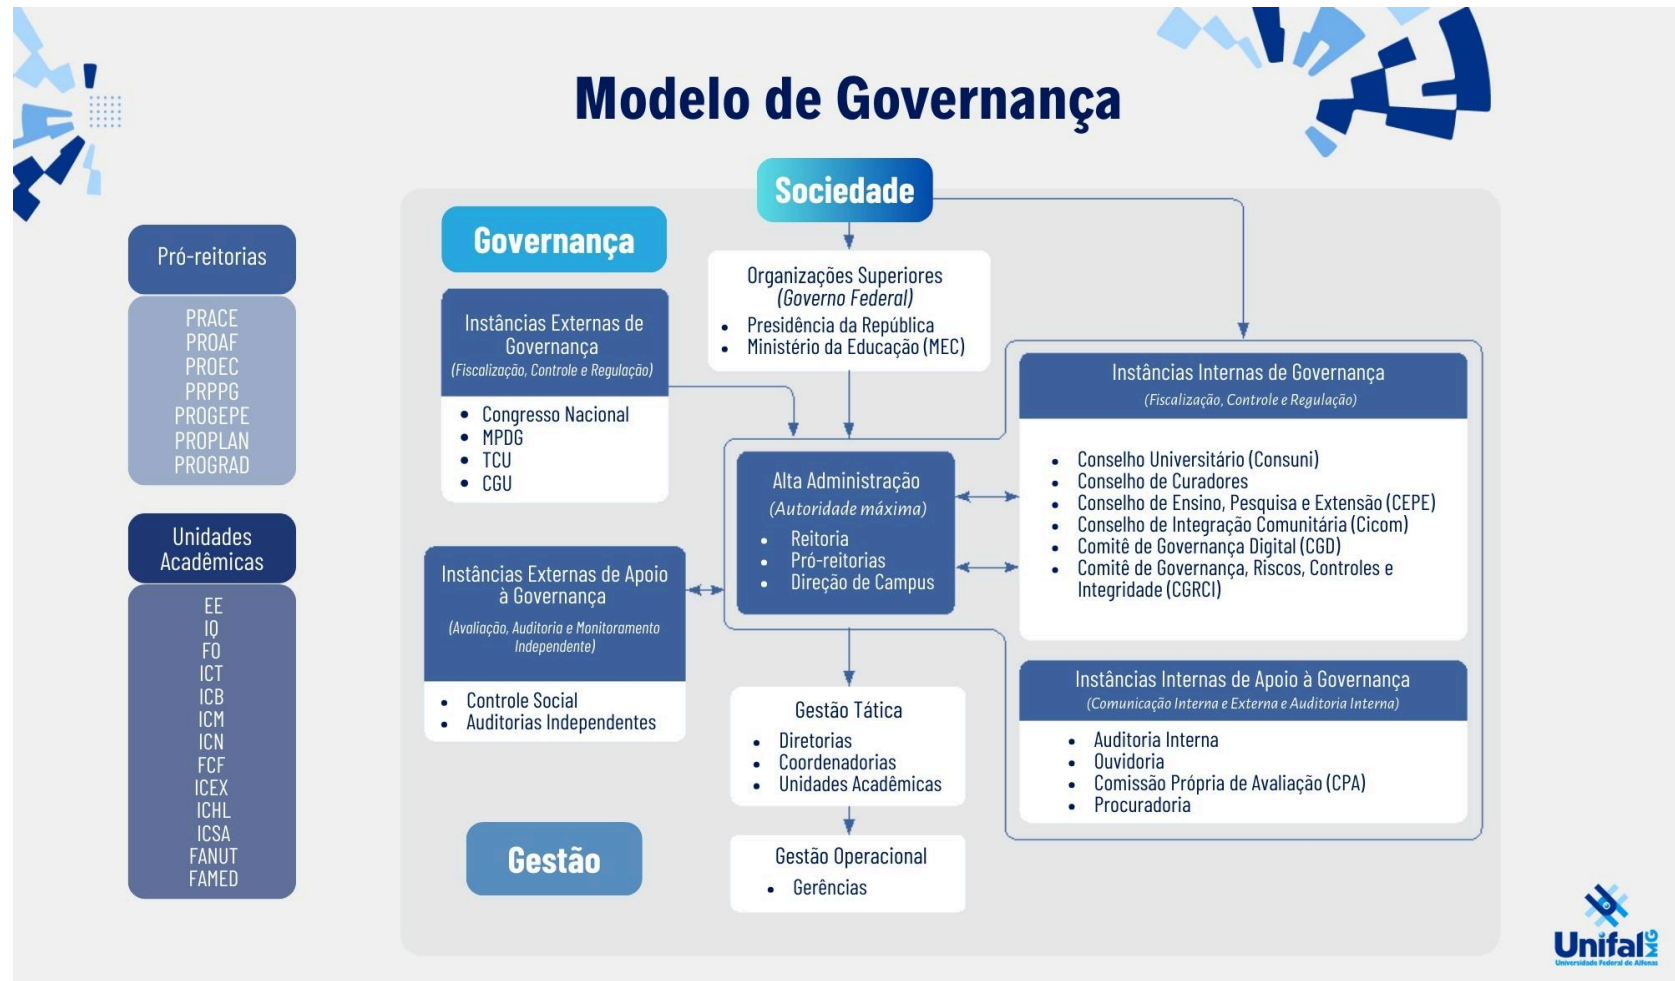 Modelo de Governança
Sociedade
Governança
Pró-reitorias
PRACE
PROAF
PROEC
PRPPG
PROGEPE
PROPLAN
PROGRAD
Unidades
Acadêmicas
EE
IQ
FO
ICT
ICB
ICM
ICN
FCF
ICEX
ICHL
ICSA
FANUT
FAMED
Instâncias Externas de
Governança
(Fiscalização, Controle e Regulação)
• Congresso Nacional
• MPDG
• TCU
• CGU
Instâncias Externas de Apoio
à Governança
(Avaliação, Auditoria e Monitoramento
Independente)
• Controle Social
• Auditorias Independentes
Organizações Superiores
(Governo Federal)
• Presidência da República
• Ministério da Educação (MEC)
Alta Administração
(Autoridade máxima)
• Reitoria
• Pró-reitorias
• Direção de Campus
Gestão Tática
• Diretorias
• Coordenadorias
• Unidades Acadêmicas
Gestão Operacional
• Gerências
Gestão
Instâncias Internas de Governança
(Fiscalização, Controle e Regulação)
• Conselho Universitário (Consuni)
• Conselho de Curadores
• Conselho de Ensino, Pesquisa e Extensão (CEPE)
• Conselho de Integração Comunitária (Cicom)
• Comitê de Governança Digital (CGD)
• Comitê de Governança, Riscos, Controles e
Integridade (CGRCI)
Instâncias Internas de Apoio à Governança
(Comunicação Interna e Externa e Auditoria Interna)
• Auditoria Interna
• Ouvidoria
• Comissão Própria de Avaliação (CPA)
• Procuradoria
Unifal MG
Universidade Federal de Alfenas